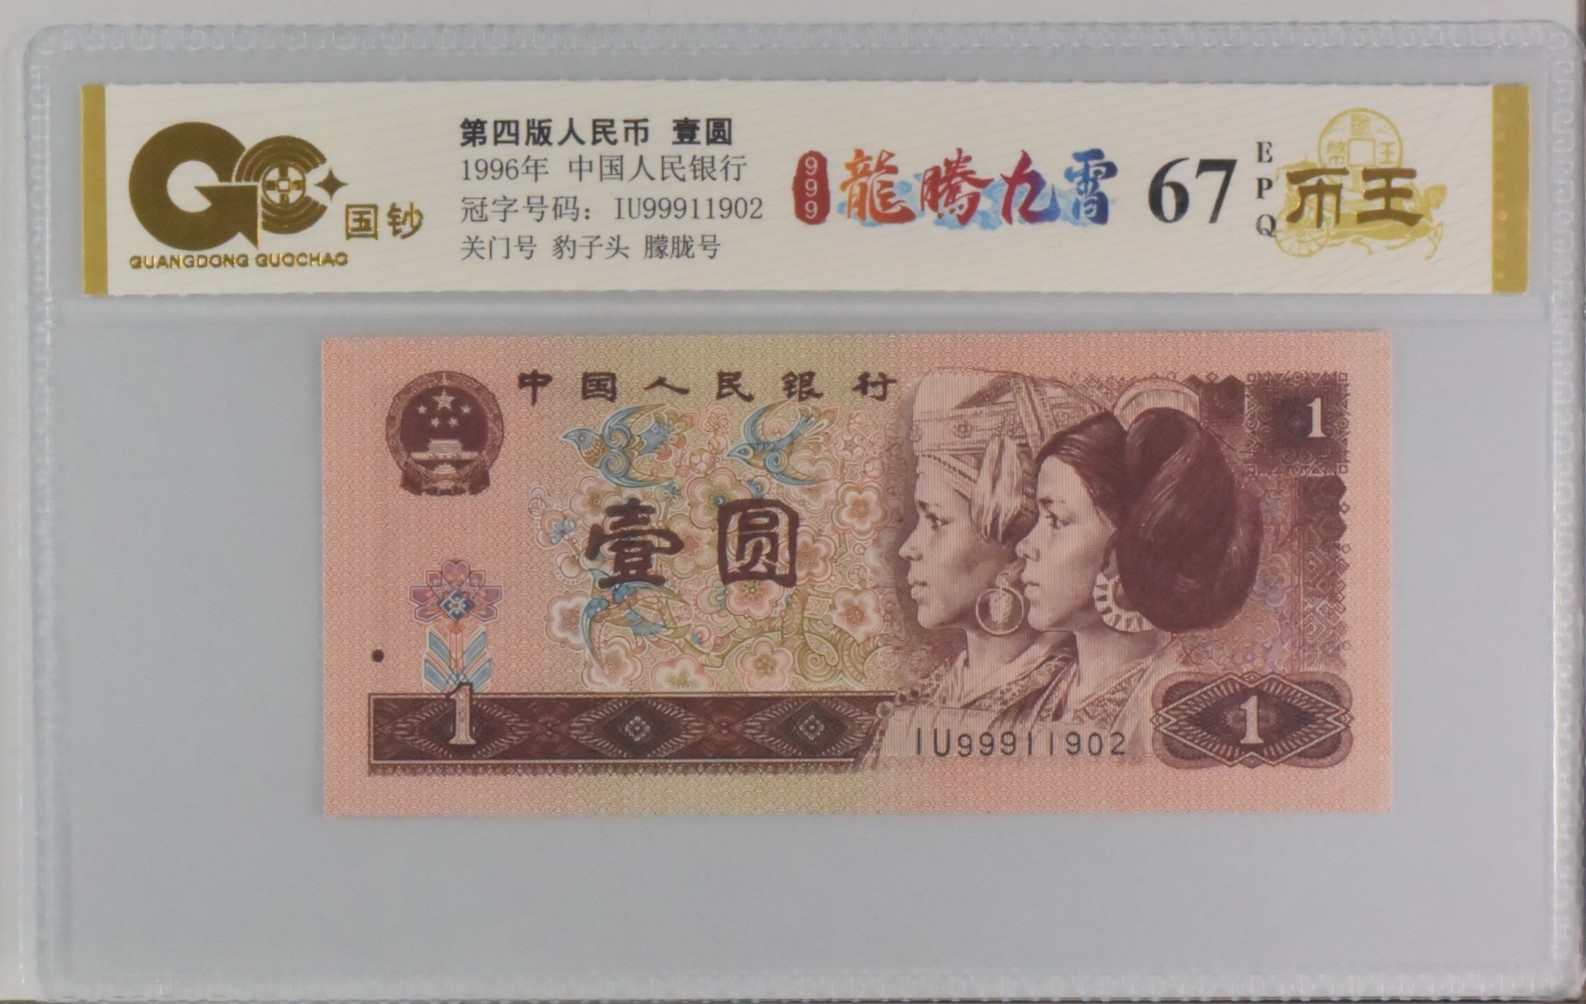 国钞
GUANGDONG GUOCHAO
第四版人民币 壹圆
1996年 中国人民银行
冠字号码：IU99911902
关门号 豹子头 朦胧号
999
龍騰九霄
67
EPQ
币王
中国人民银行
1
壹圆
1
IU99911902
1